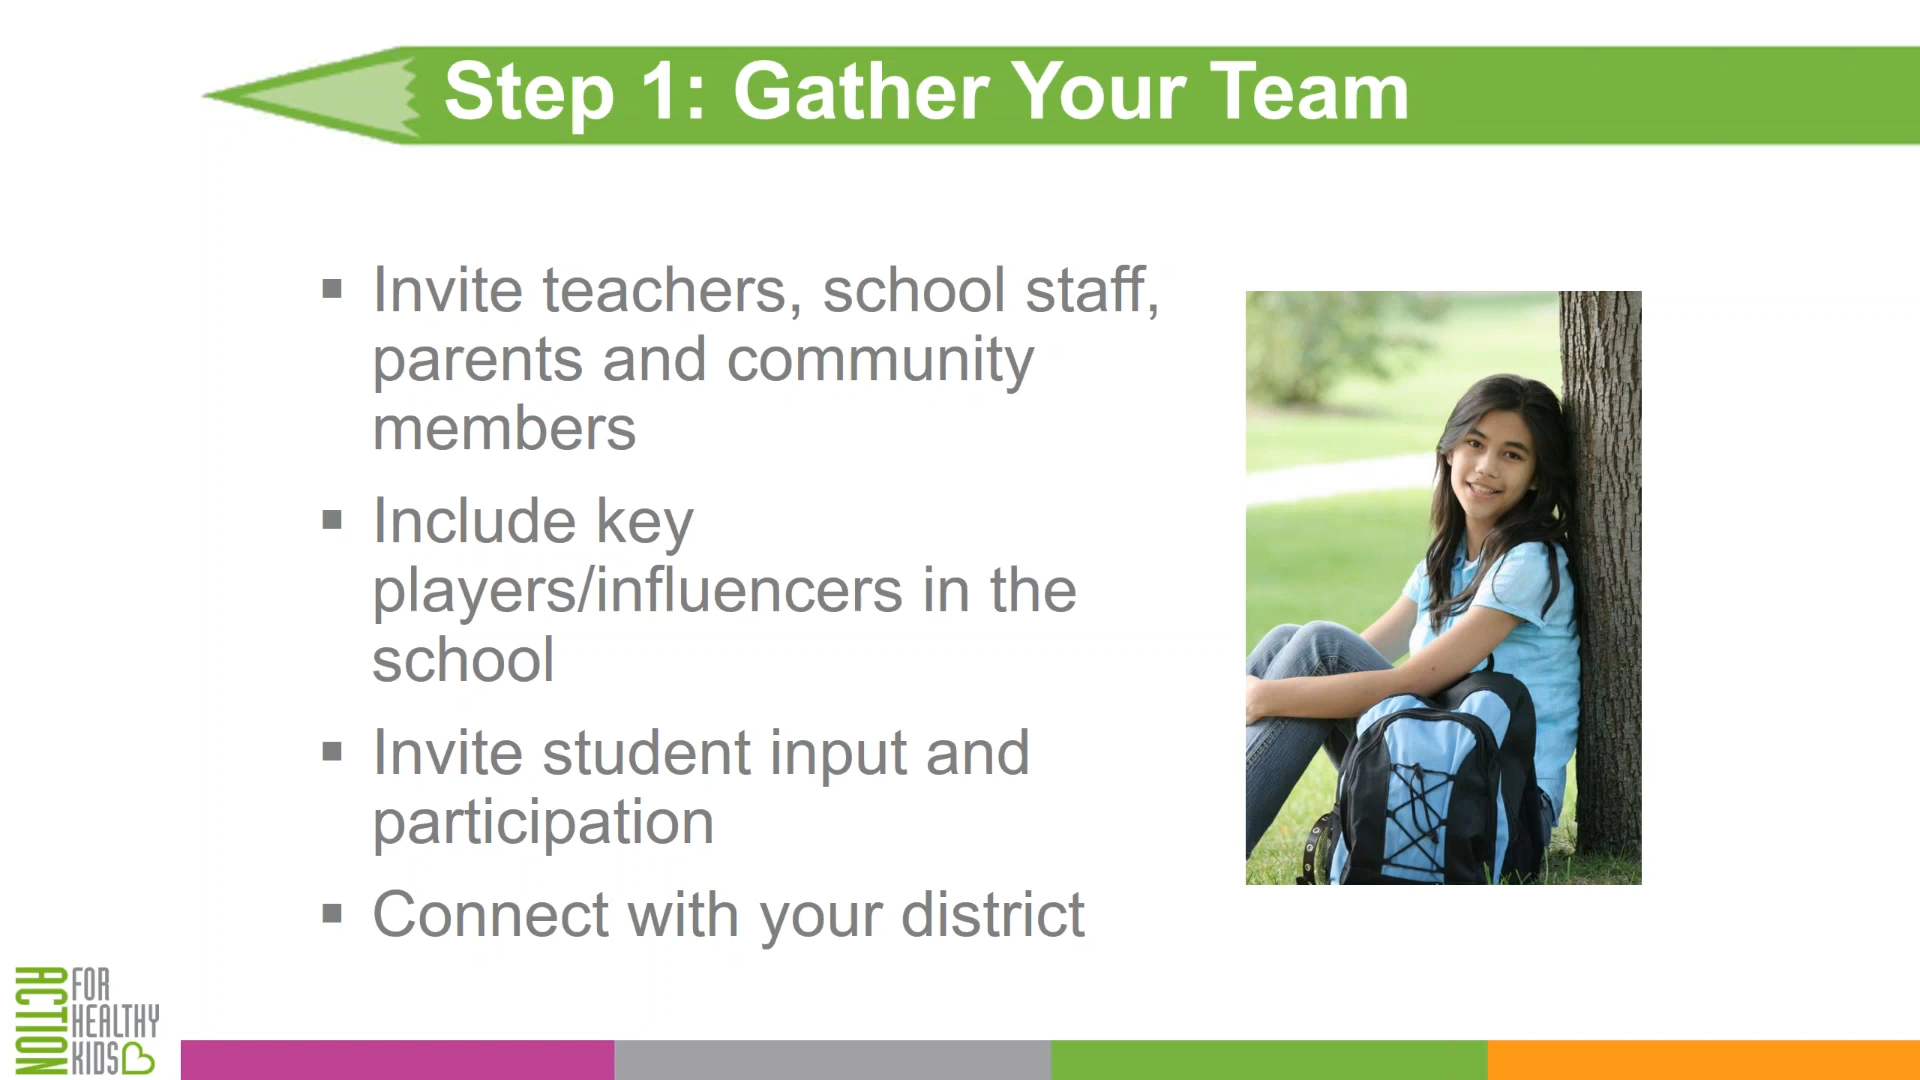 Step 1: Gather Your Team
▪ Invite teachers, school staff,
parents and community
members
▪ Include key
players/influencers in the
school
▪ Invite student input and
participation
▪ Connect with your district
ACTION
FOR
HEALTHY
KIDS